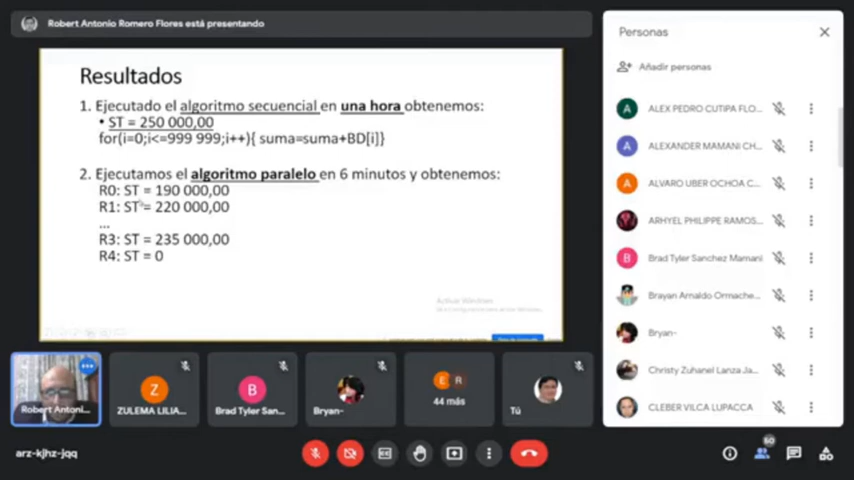 Robert Antonio Romero Flores está presentando
Resultados
1. Ejecutado el algoritmo secuencial en una hora obtenemos:
• ST = 250 000,00
for(i=0;i<=999 999;i++){ suma=suma+BD[i]}
2. Ejecutamos el algoritmo paralelo en 6 minutos y obtenemos:
R0: ST = 190 000,00
R1: ST = 220 000,00
...
R3: ST = 235 000,00
R4: ST = 0
Activar Windows
Personas
Añadir personas
A ALEX PEDRO CUTIPA FLO...
A ALEXANDER MAMANI CH...
A ALVARO UBER OCHOA C...
ARHYEL PHILIPPE RAMOS...
B Brad Tyler Sanchez Mamani
Brayan Arnaldo Ormache...
Bryan-
Christy Zuhanel Lanza Ja...
CLEBER VILCA LUPACCA
Robert Antoni...
Z
ZULEMA LILIA...
B
Brad Tyler San...
Bryan-
E A
44 más
Tú
arz-kjhz-jqq
60